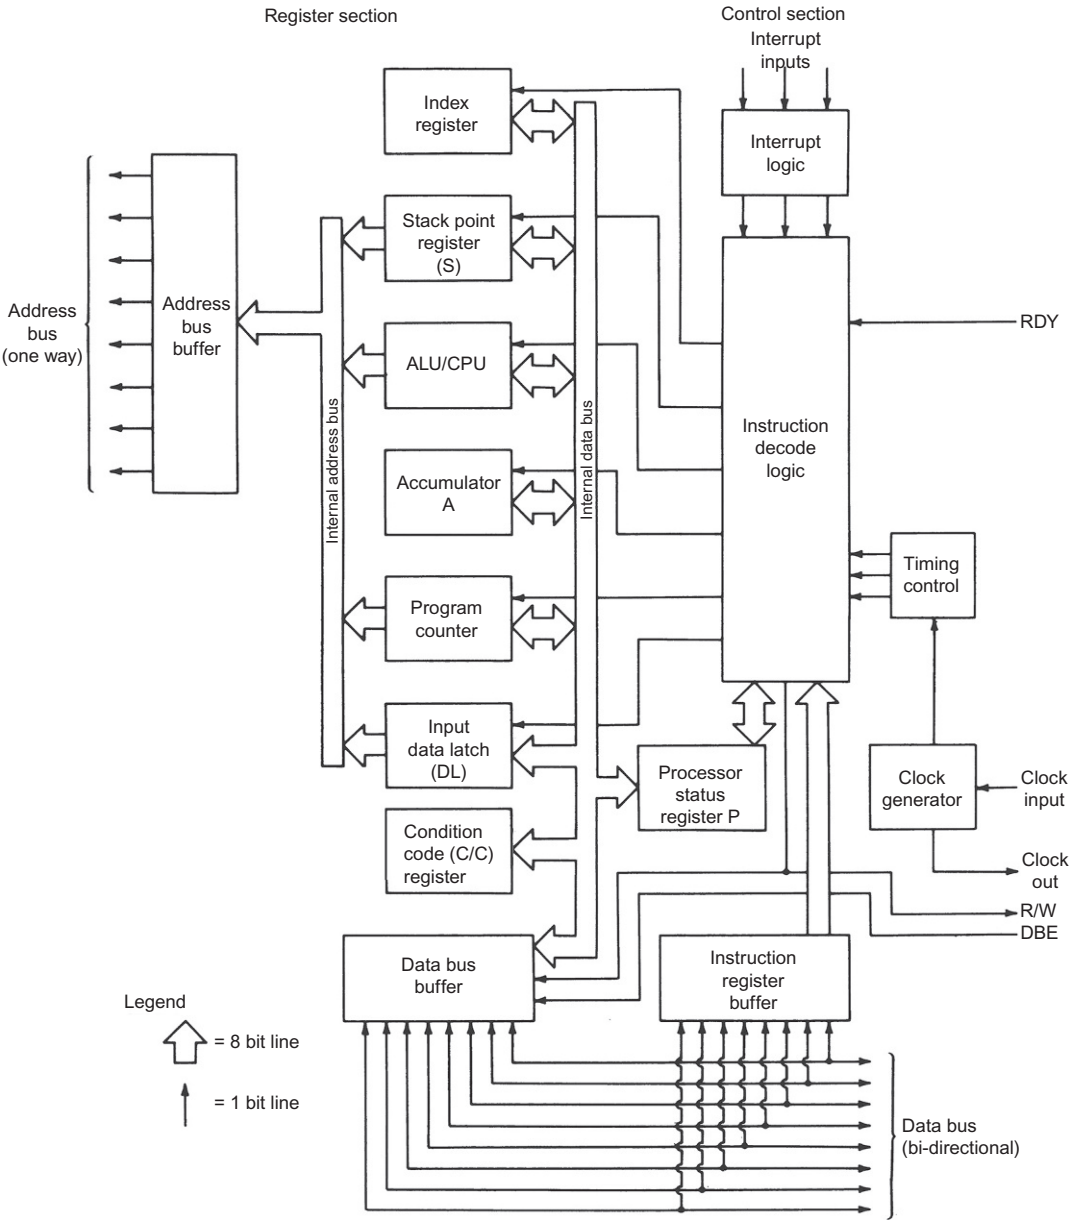 Register section
Control section
Interrupt
inputs
Index
register
Interrupt
logic
Stack point
register
(S)
Address
bus
(one way)
Address
bus
buffer
RDY
ALU/CPU
Internal address bus
Internal data bus
Instruction
decode
logic
Accumulator
A
Timing
control
Program
counter
Input
data latch
(DL)
Processor
status
register P
Clock
generator
Clock
input
Condition
code (C/C)
register
Clock
out
R/W
DBE
Data bus
buffer
Instruction
register
buffer
Legend
= 8 bit line
= 1 bit line
Data bus
(bi-directional)